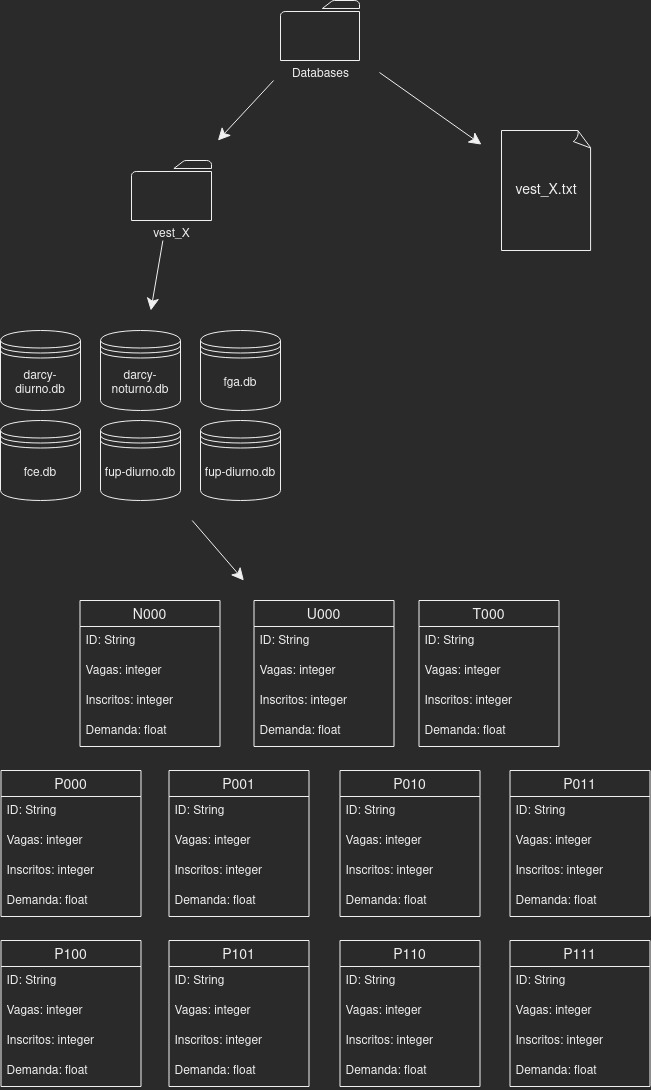 Databases
vest_X.txt
vest_X
darcy-
diurno.db
darcy-
noturno.db
fga.db
fce.db
fup-diurno.db
fup-diurno.db
N000
ID: String
Vagas: integer
Inscritos: integer
Demanda: float
U000
ID: String
Vagas: integer
Inscritos: integer
Demanda: float
T000
ID: String
Vagas: integer
Inscritos: integer
Demanda: float
P000
ID: String
Vagas: integer
Inscritos: integer
Demanda: float
P001
ID: String
Vagas: integer
Inscritos: integer
Demanda: float
P010
ID: String
Vagas: integer
Inscritos: integer
Demanda: float
P011
ID: String
Vagas: integer
Inscritos: integer
Demanda: float
P100
ID: String
Vagas: integer
Inscritos: integer
Demanda: float
P101
ID: String
Vagas: integer
Inscritos: integer
Demanda: float
P110
ID: String
Vagas: integer
Inscritos: integer
Demanda: float
P111
ID: String
Vagas: integer
Inscritos: integer
Demanda: float